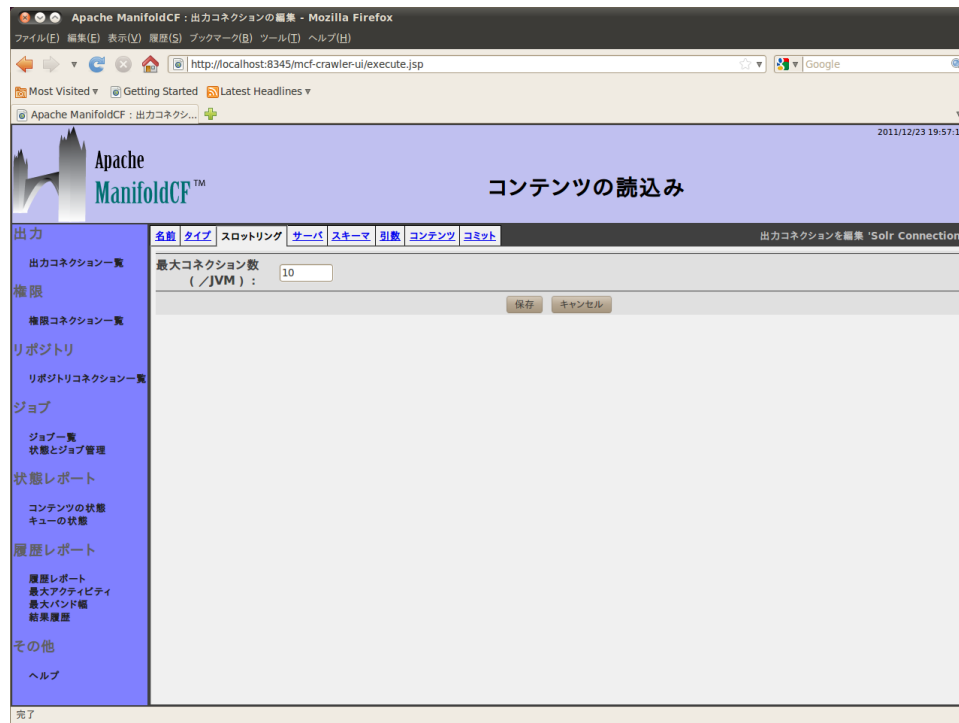 Apache ManifoldCF : 出力コネクションの編集 - Mozilla Firefox
ファイル(F) 編集(E) 表示(V) 履歴(S) ブックマーク(B) ツール(T) ヘルプ(H)
http://localhost:8345/mcf-crawler-ui/execute.jsp
Google
Most Visited Getting Started Latest Headlines
Apache ManifoldCF : 出力コネクシ...
2011/12/23 19:57:1
Apache
ManifoldCF™
コンテンツの読込み
出力
名前 タイプ スロットリング サーバ スキーマ 引数 コンテンツ コミット
出力コネクションを編集 'Solr Connection
出力コネクション一覧
権限
権限コネクション一覧
リポジトリ
リポジトリコネクション一覧
ジョブ
ジョブ一覧
状態とジョブ管理
状態レポート
コンテンツの状態
キューの状態
履歴レポート
履歴レポート
最大アクティビティ
最大バンド幅
結果履歴
その他
ヘルプ
最大コネクション数
(／JVM)：
10
保存 キャンセル
完了